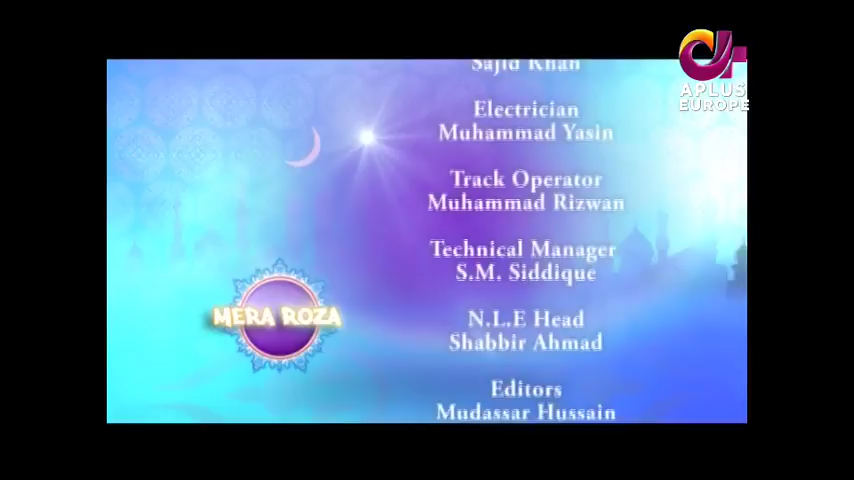 Sajid Khan
APLUS
EUROPE
Electrician
Muhammad Yasin
Track Operator
Muhammad Rizwan
Technical Manager
S.M. Siddique
MERA ROZA
N.L.E Head
Shabbir Ahmad
Editors
Mudassar Hussain